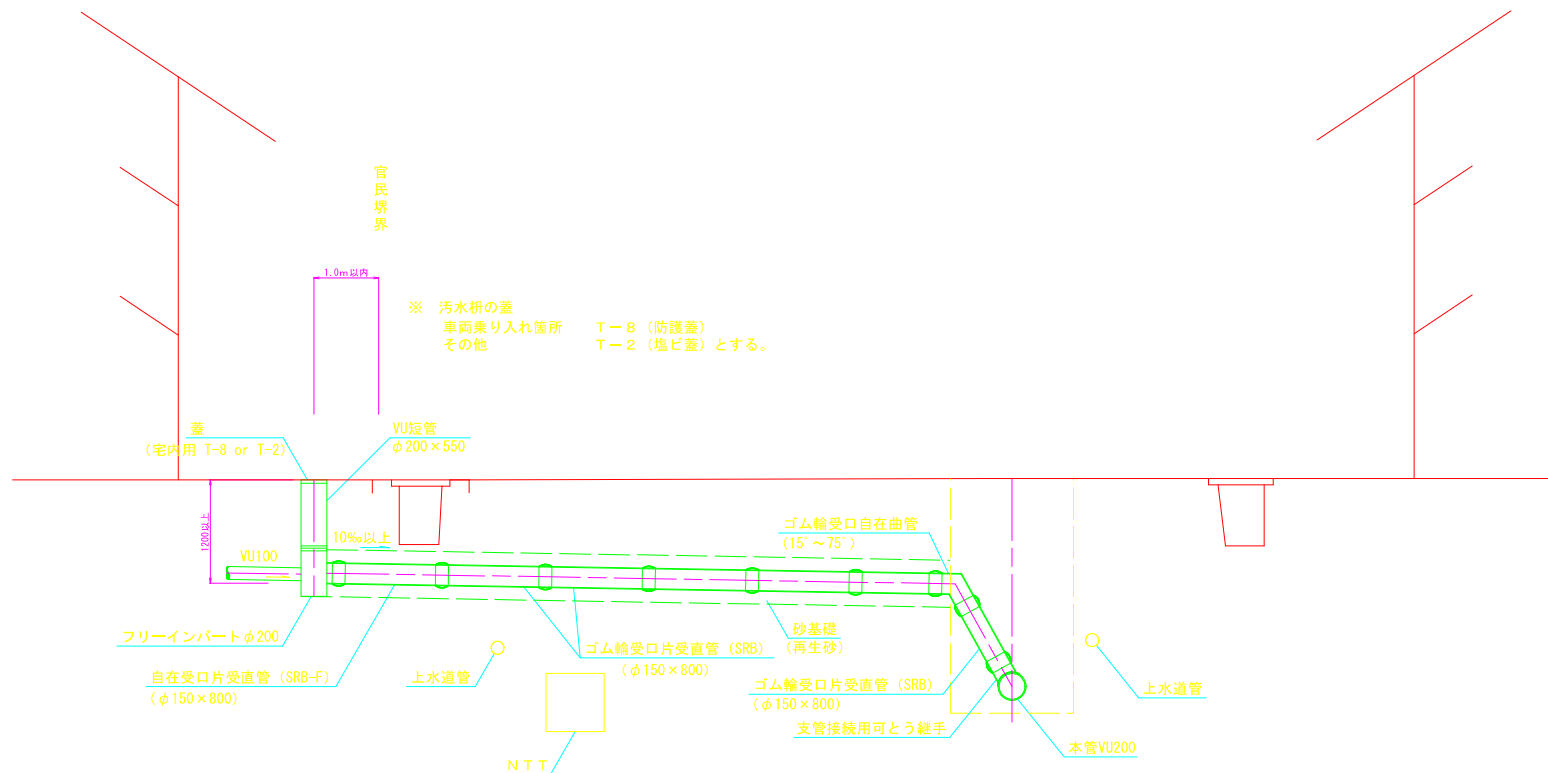 官民境界
1.0m以内
※ 汚水枡の蓋
車両乗り入れ箇所 T－8（防護蓋）
その他 T－2（塩ビ蓋）とする。
蓋
(宅内用 T-8 or T-2)
VU短管
φ200×550
1200以上
10‰以上
VU100
ゴム輪受口自在曲管
(15°～75°)
フリーインバートφ200
自在受口片受直管（SRB-F）
(φ150×800)
上水道管
ゴム輪受口片受直管（SRB）
(φ150×800)
砂基礎
(再生砂)
ゴム輪受口片受直管（SRB）
(φ150×800)
支管接続用可とう継手
上水道管
本管VU200
NTT